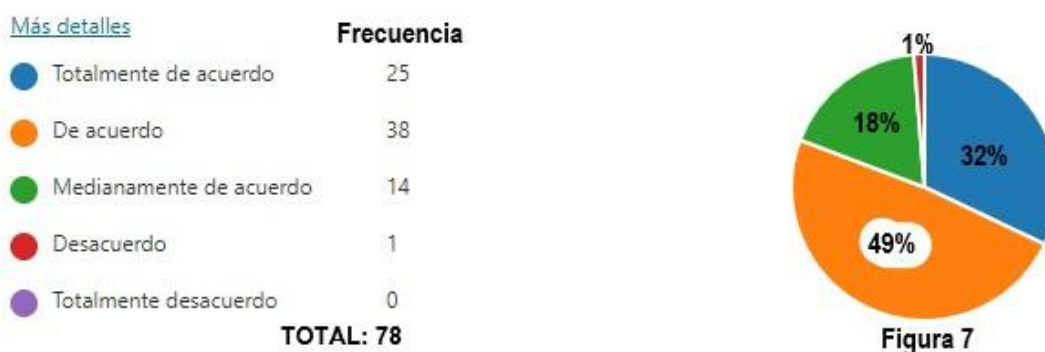 Más detalles Frecuencia
Totalmente de acuerdo 25
De acuerdo 38
Medianamente de acuerdo 14
Desacuerdo 1
Totalmente desacuerdo 0
TOTAL: 78
1%
18%
32%
49%
Figura 7